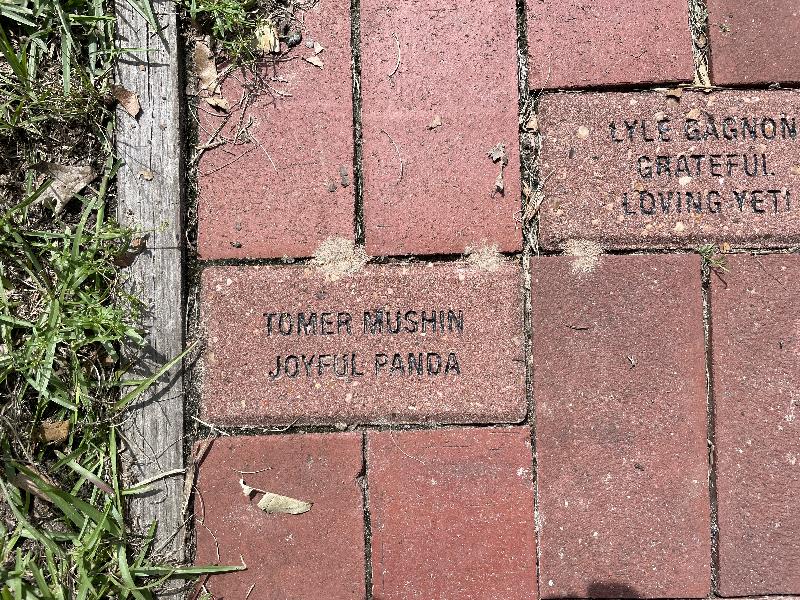 LYLE GAGNON
GRATEFUL
LOVING YETI
TOMER MUSHIN
JOYFUL PANDA